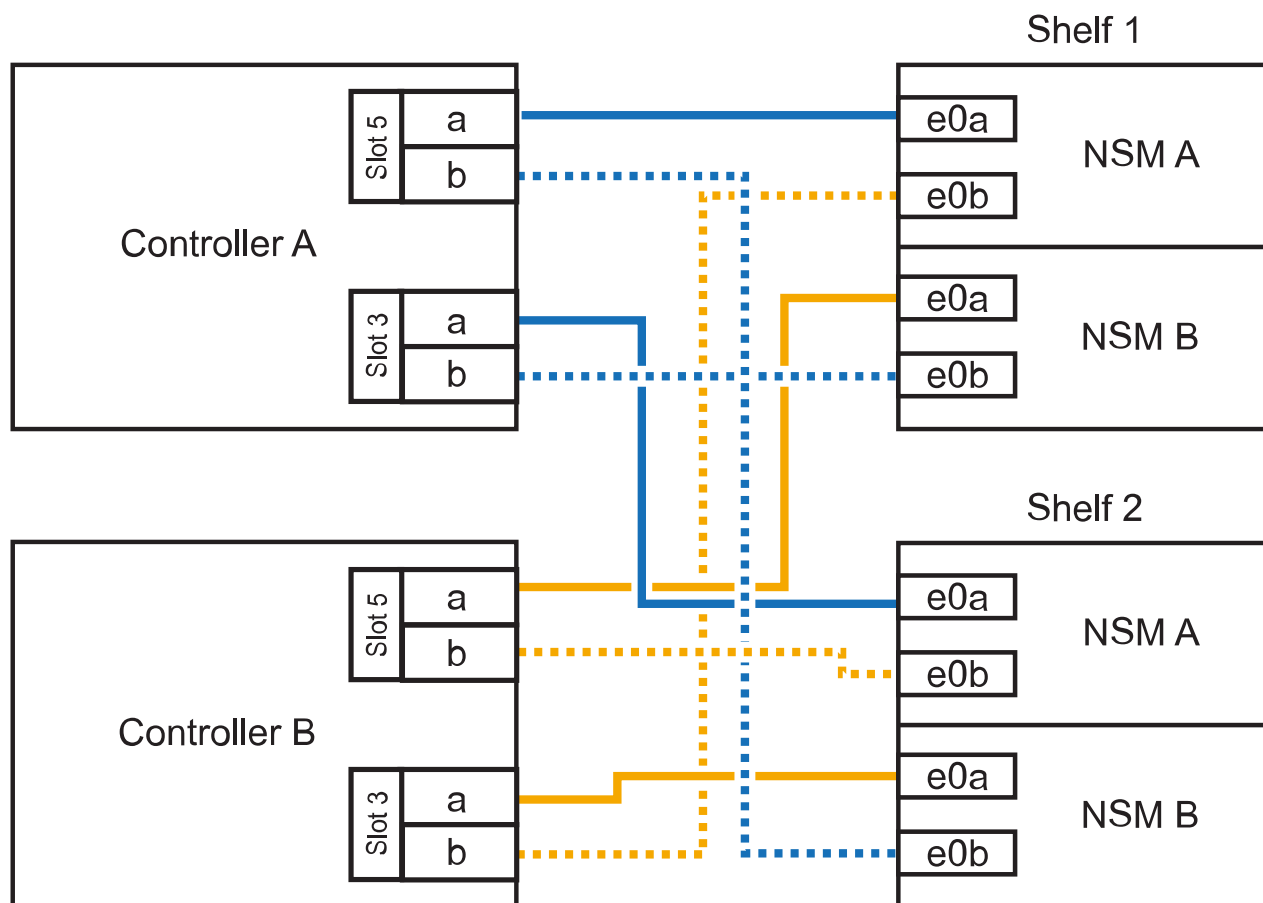 Shelf 1
Slot 5
a
b
Controller A
Slot 3
a
b
e0a
NSM A
e0b
e0a
NSM B
e0b
Shelf 2
Slot 5
a
b
Controller B
Slot 3
a
b
e0a
NSM A
e0b
e0a
NSM B
e0b